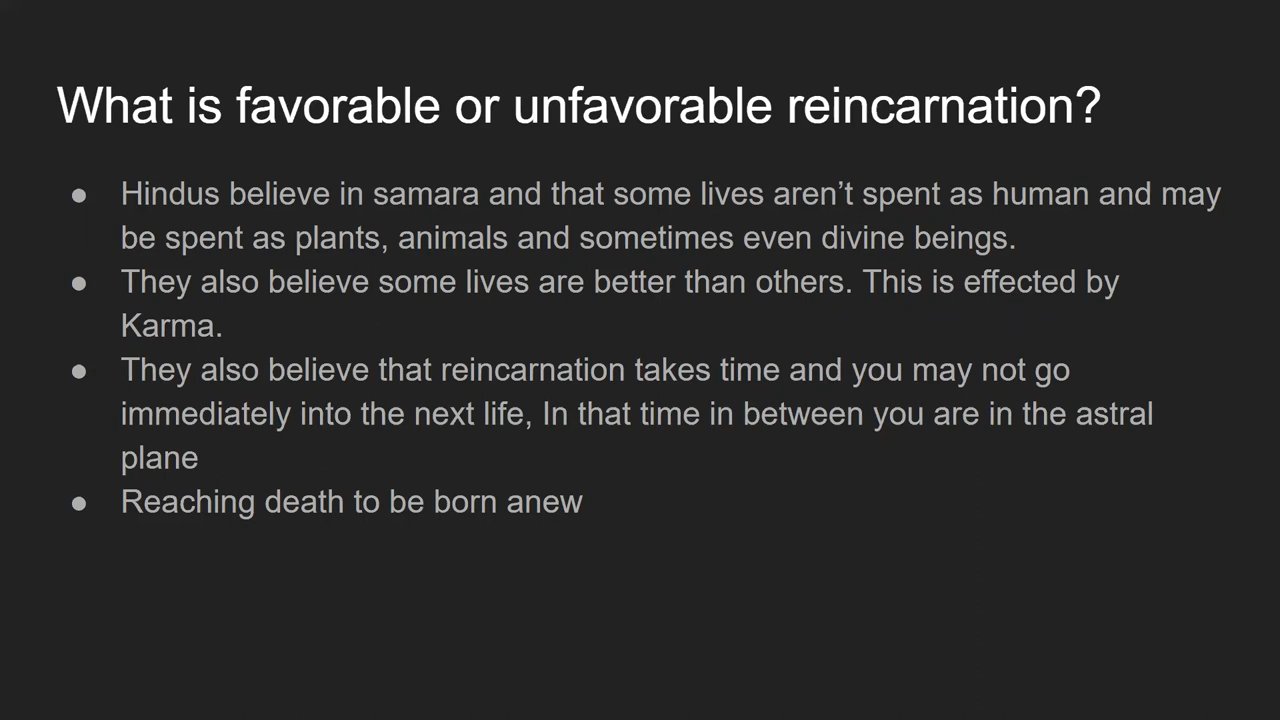 What is favorable or unfavorable reincarnation?
● Hindus believe in samara and that some lives aren’t spent as human and may
be spent as plants, animals and sometimes even divine beings.
● They also believe some lives are better than others. This is effected by
Karma.
● They also believe that reincarnation takes time and you may not go
immediately into the next life, In that time in between you are in the astral
plane
● Reaching death to be born anew